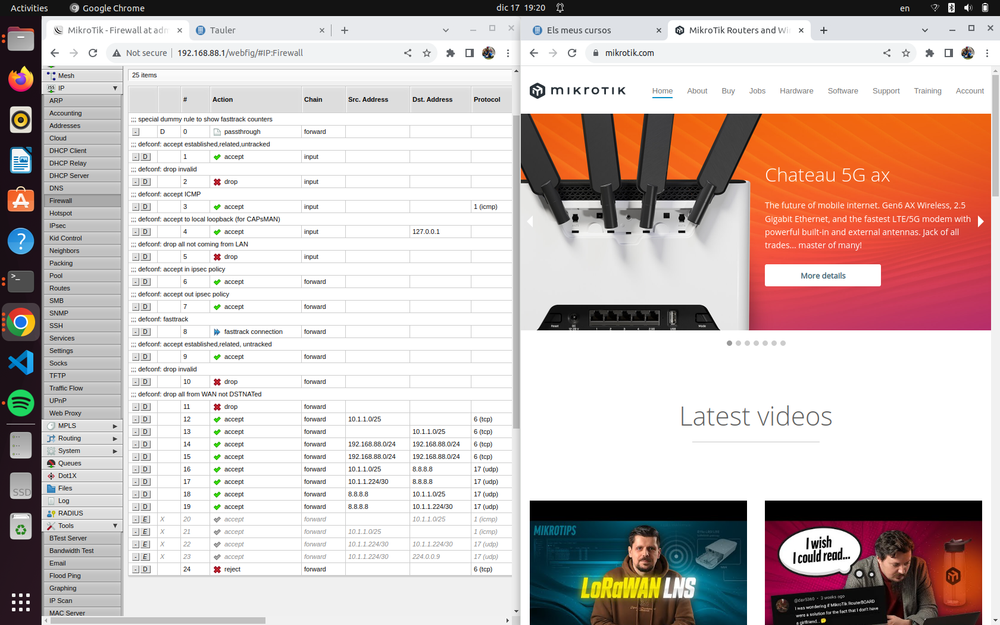 Activities
Google Chrome
dic 17 19:20
en
MikroTik - Firewall at adm
Tauler
Not secure
192.168.88.1/webfig/#IP:Firewall
Mesh
IP
ARP
Accounting
Addresses
Cloud
DHCP Client
DHCP Relay
DHCP Server
DNS
Firewall
Hotspot
IPsec
Kid Control
Neighbors
Packing
Pool
Routes
SMB
SNMP
SSH
Services
Settings
Socks
TFTP
Traffic Flow
UPnP
Web Proxy
MPLS
Routing
System
Queues
Dot1X
Files
Log
RADIUS
Tools
BTest Server
Bandwidth Test
Email
Flood Ping
Graphing
IP Scan
MAC Server
SSD
25 items
# Action Chain Src. Address Dst. Address Protocol
;;; special dummy rule to show fasttrack counters
- D 0 passthrough forward
;;; defconf: accept established,related,untracked
- D 1 accept input
;;; defconf: drop invalid
- D 2 drop input
;;; defconf: accept ICMP
- D 3 accept input 1 (icmp)
;;; defconf: accept to local loopback (for CAPsMAN)
- D 4 accept input 127.0.0.1
;;; defconf: drop all not coming from LAN
- D 5 drop input
;;; defconf: accept in ipsec policy
- D 6 accept forward
;;; defconf: accept out ipsec policy
- D 7 accept forward
;;; defconf: fasttrack
- D 8 fasttrack connection forward
;;; defconf: accept established,related, untracked
- D 9 accept forward
;;; defconf: drop invalid
- D 10 drop forward
;;; defconf: drop all from WAN not DSTNATed
- D 11 drop forward
- D 12 accept forward 10.1.1.0/25 6 (tcp)
- D 13 accept forward 10.1.1.0/25 6 (tcp)
- D 14 accept forward 192.168.88.0/24 192.168.88.0/24 6 (tcp)
- D 15 accept forward 192.168.88.0/24 192.168.88.0/24 6 (tcp)
- D 16 accept forward 10.1.1.0/25 8.8.8.8 17 (udp)
- D 17 accept forward 10.1.1.224/30 8.8.8.8 17 (udp)
- D 18 accept forward 8.8.8.8 10.1.1.0/25 17 (udp)
- D 19 accept forward 8.8.8.8 10.1.1.224/30 17 (udp)
- E X 20 accept forward 10.1.1.0/25 1 (icmp)
- E X 21 accept forward 10.1.1.0/25 1 (icmp)
- E X 22 accept forward 10.1.1.224/30 10.1.1.224/30 17 (udp)
- E X 23 accept forward 10.1.1.224/30 224.0.0.9 17 (udp)
- D 24 reject forward 6 (tcp)
Els meus cursos
MikroTik Routers and Wi
mikrotik.com
MIKROTIK
Home About Buy Jobs Hardware Software Support Training Account
Chateau 5G ax
The future of mobile internet. Gen6 AX Wireless, 2.5
Gigabit Ethernet, and the fastest LTE/5G modem with
powerful built-in and external antennas. Jack of all
trades... master of many!
More details
Reset DC 12-28 V 1 2 3 4 2.5G USB Mode
Latest videos
MIKROTIPS
LoRaWAN LNS
I wish
I could read...
@dav5360 • 3 weeks ago
I was wondering if MikroTik RouterBOARD
were a solution for the fact that I don't have
a girlfriend...